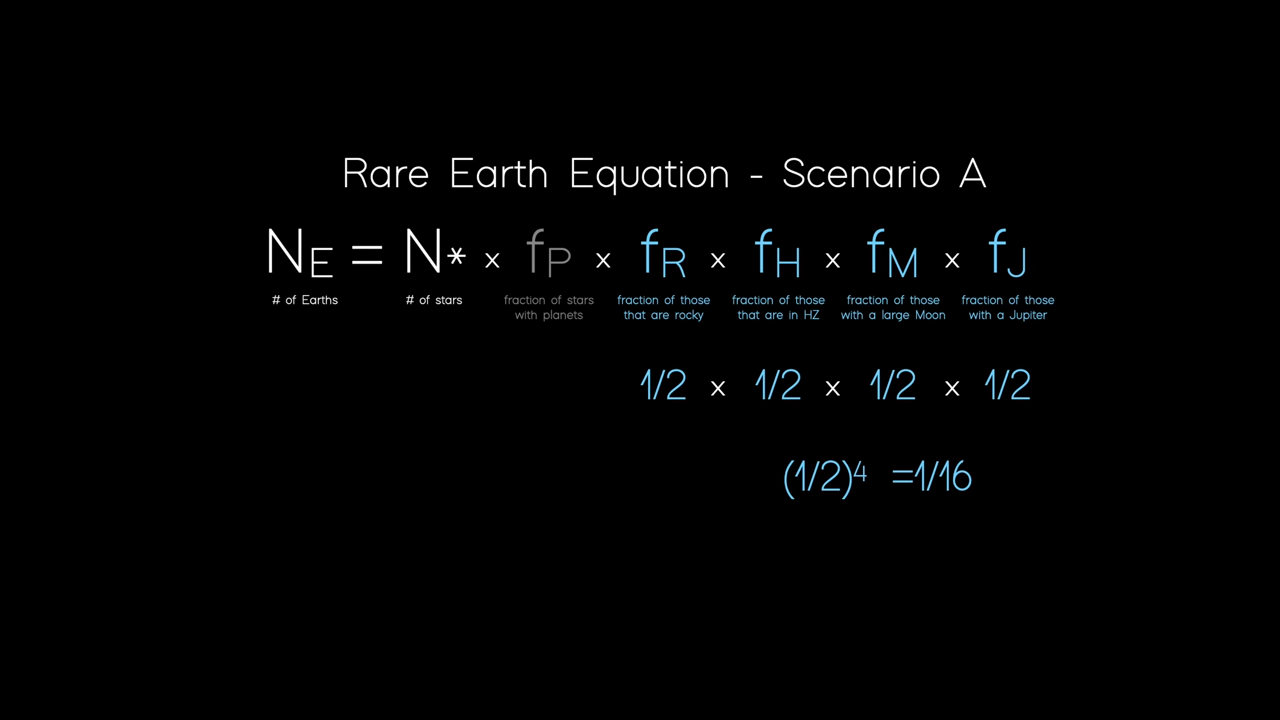 Rare Earth Equation - Scenario A
NE = N* x fP x fR x fH x fM x fJ
# of Earths # of stars fraction of stars with planets fraction of those that are rocky fraction of those that are in HZ fraction of those with a large Moon fraction of those with a Jupiter
1/2 x 1/2 x 1/2 x 1/2
(1/2)4 =1/16